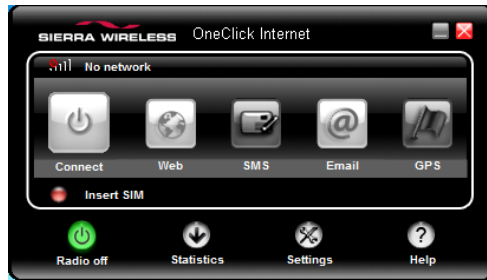 SIERRA WIRELESS OneClick Internet
No network
Connect Web SMS Email GPS
Insert SIM
Radio off Statistics Settings Help